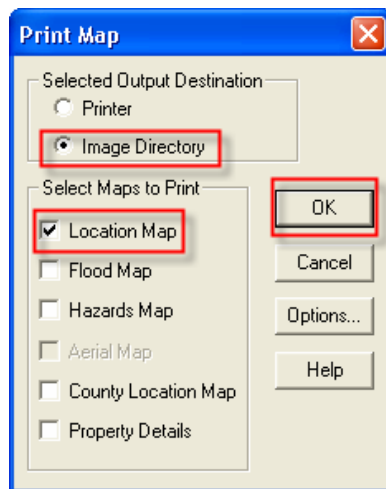 Print Map
Selected Output Destination
Printer
Image Directory
Select Maps to Print
Location Map
Flood Map
Hazards Map
Aerial Map
County Location Map
Property Details
OK
Cancel
Options...
Help